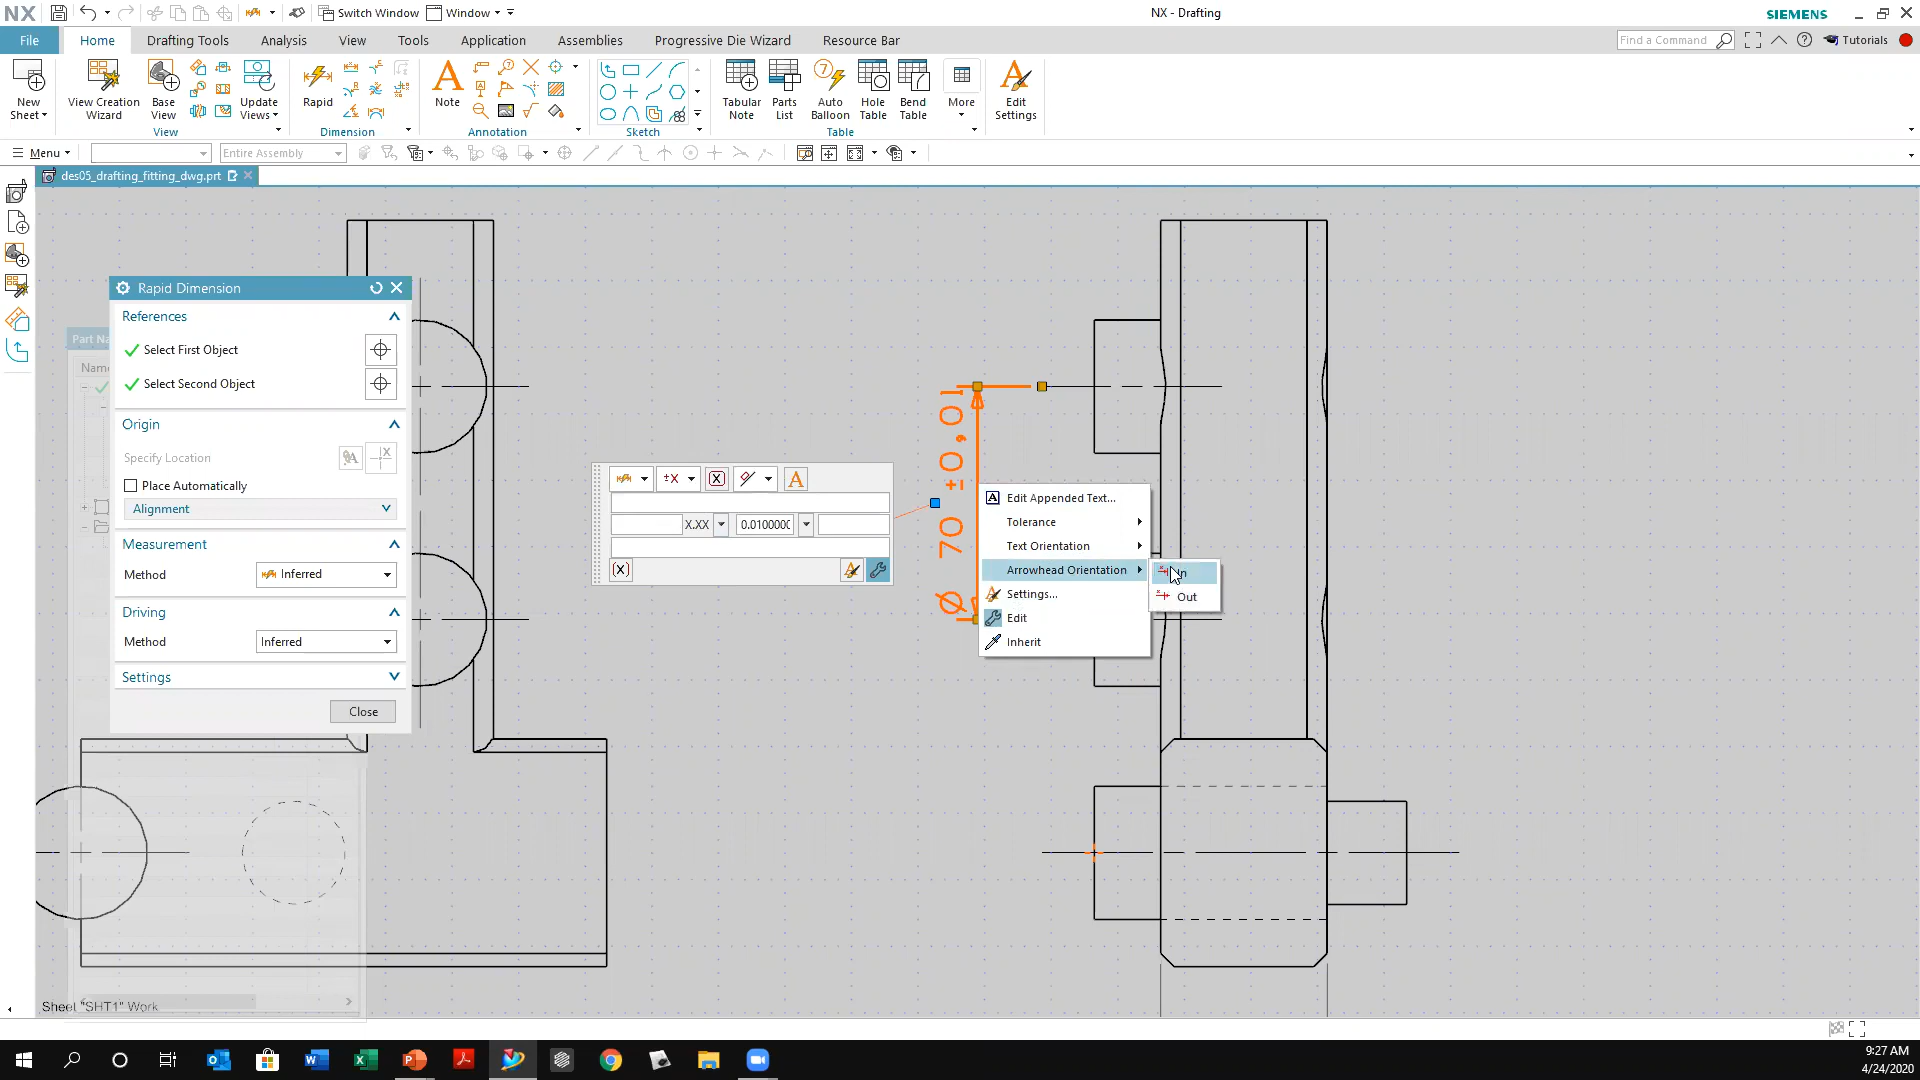 NX
Switch Window
Window
NX - Drafting
SIEMENS
File
Home
Drafting Tools
Analysis
View
Tools
Application
Assemblies
Progressive Die Wizard
Resource Bar
Find a Command
Tutorials
New
Sheet
View Creation
Wizard
Base
View
Update
Views
View
Rapid
Dimension
Note
Annotation
Sketch
Tabular
Note
Parts
List
Auto
Balloon
Hole
Table
Bend
Table
More
Table
Edit
Settings
Menu
Entire Assembly
des05_drafting_fitting_dwg.prt
Rapid Dimension
References
Select First Object
Select Second Object
Origin
Specify Location
Place Automatically
Alignment
Measurement
Method
Inferred
Driving
Method
Inferred
Settings
Close
Part Na
Name
±X
(X)
A
X.XX
0.010000
(X)
Ø 70 ±0,01
Edit Appended Text...
Tolerance
Text Orientation
Arrowhead Orientation
Settings...
Edit
Inherit
Out
Sheet "SHT1" Work
9:27 AM
4/24/2020